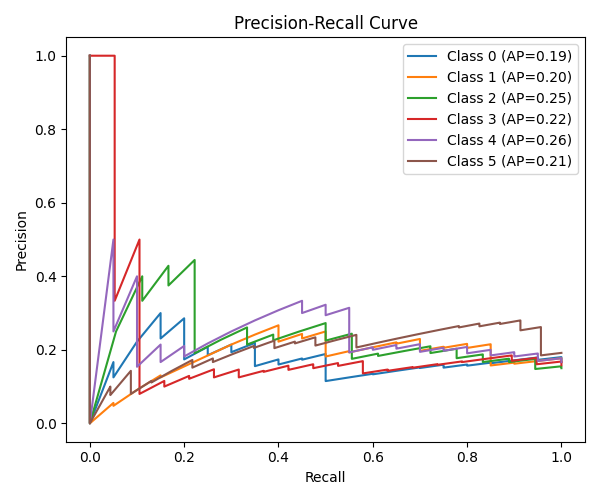 Precision-Recall Curve
Class 0 (AP=0.19)
Class 1 (AP=0.20)
Class 2 (AP=0.25)
Class 3 (AP=0.22)
Class 4 (AP=0.26)
Class 5 (AP=0.21)
Precision
1.0
0.8
0.6
0.4
0.2
0.0
0.0 0.2 0.4 0.6 0.8 1.0
Recall